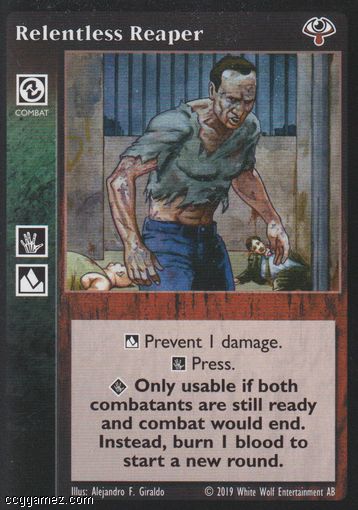 Relentless Reaper
COMBAT
Prevent 1 damage.
Press.
Only usable if both
combatants are still ready
and combat would end.
Instead, burn 1 blood to
start a new round.
Illus: Alejandro F. Giraldo © 2019 White Wolf Entertainment AB
ccggamez.com